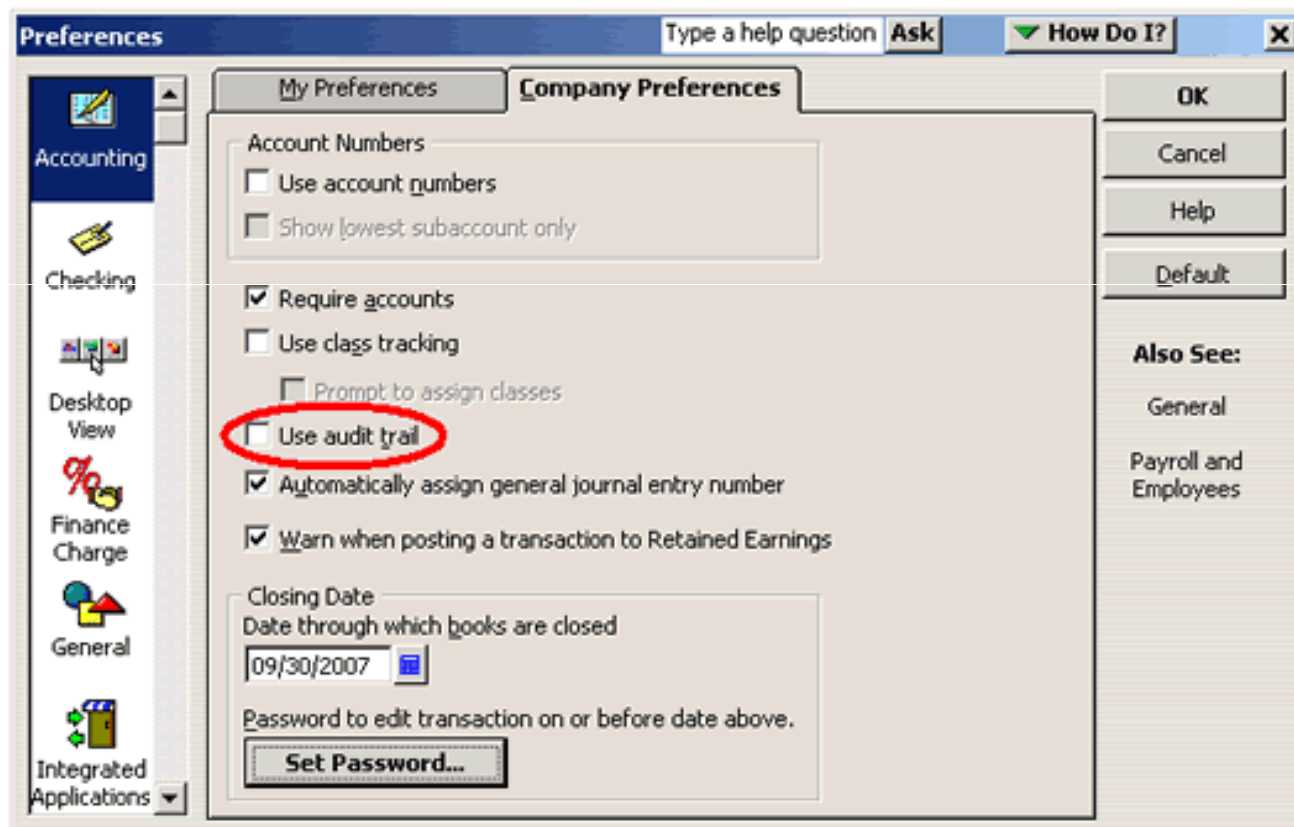 Preferences
Type a help question Ask
How Do I?
Accounting
Checking
Desktop
View
Finance
Charge
General
Integrated
Applications
My Preferences
Company Preferences
Account Numbers
Use account numbers
Show lowest subaccount only
Require accounts
Use class tracking
Prompt to assign classes
Use audit trail
Automatically assign general journal entry number
Warn when posting a transaction to Retained Earnings
Closing Date
Date through which books are closed
09/30/2007
Password to edit transaction on or before date above.
Set Password...
OK
Cancel
Help
Default
Also See:
General
Payroll and
Employees